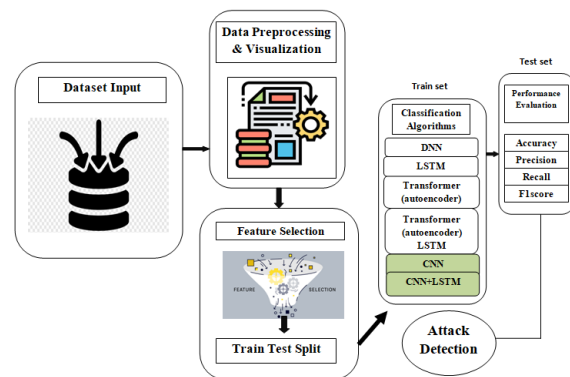 Dataset Input
Data Preprocessing
& Visualization
Feature Selection
FEATURE
SELECTION
Train Test Split
Train set
Classification
Algorithms
DNN
LSTM
Transformer
(autoencoder)
Transformer
(autoencoder)
LSTM
CNN
CNN+LSTM
Test set
Performance
Evaluation
Accuracy
Precision
Recall
F1score
Attack
Detection